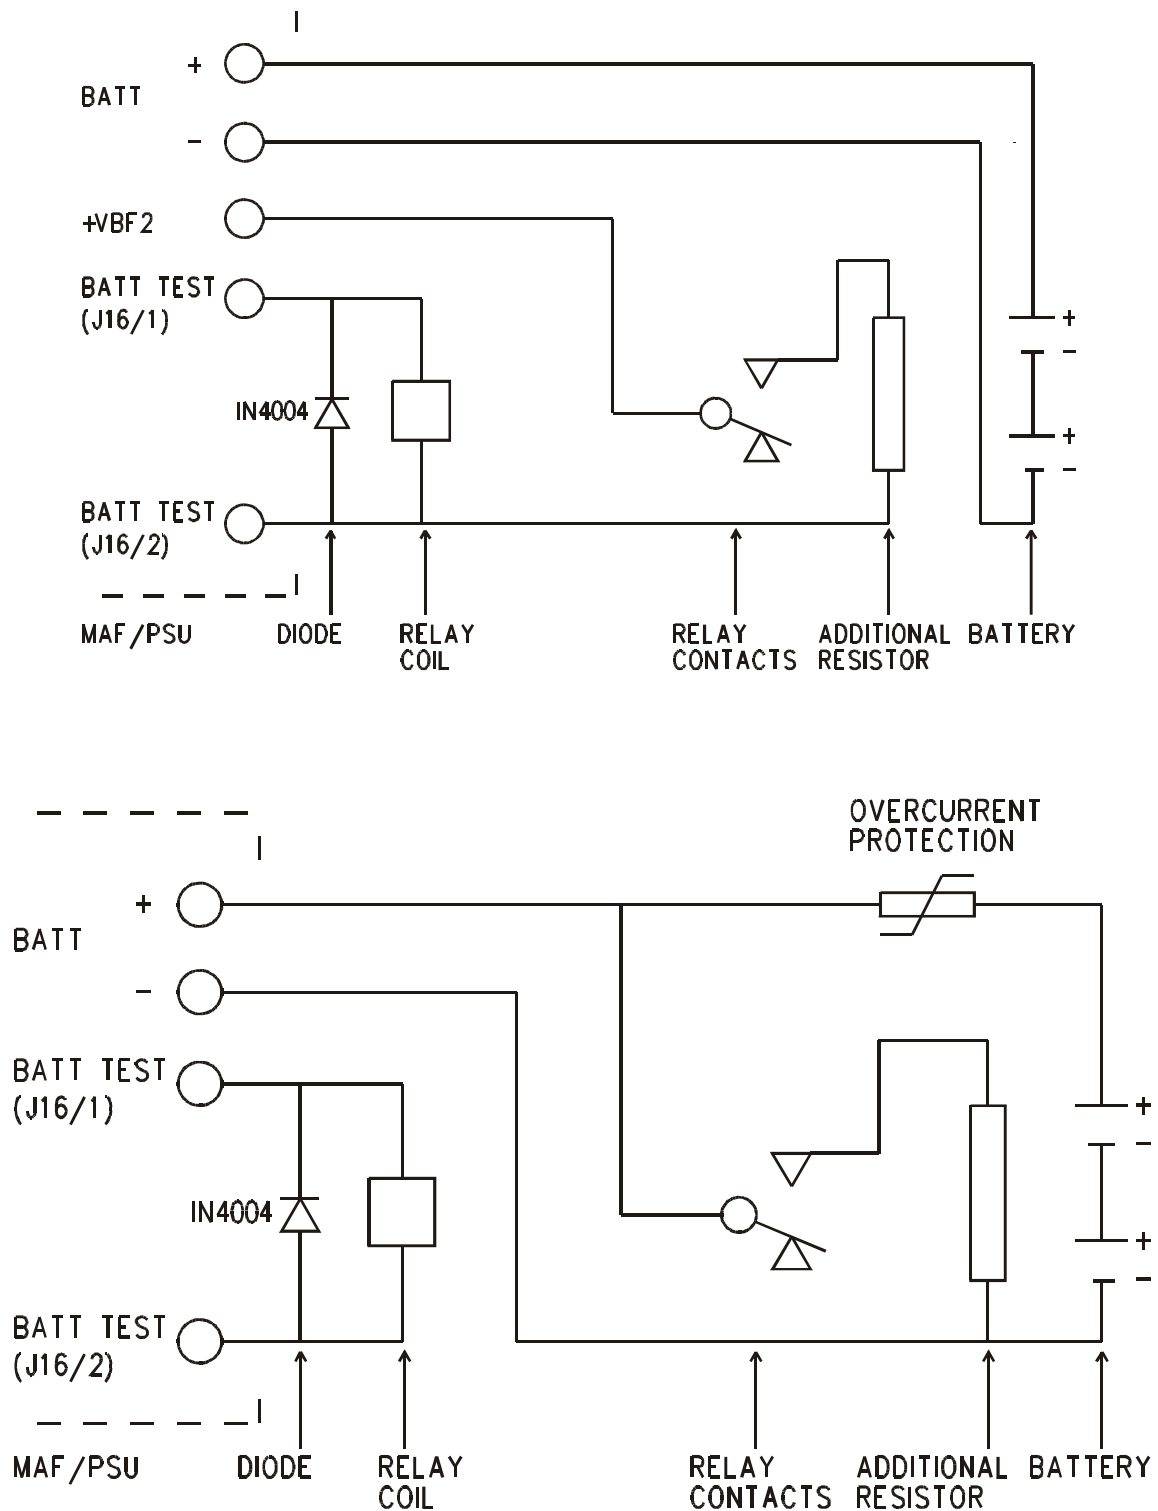 +
BATT
-
+VBF2
BATT TEST
(J16/1)
IN4004
BATT TEST
(J16/2)
+
-
+
-
MAF/PSU
DIODE
RELAY
COIL
RELAY
CONTACTS
ADDITIONAL
RESISTOR
BATTERY
OVERCURRENT
PROTECTION
+
BATT
-
BATT TEST
(J16/1)
IN4004
BATT TEST
(J16/2)
+
-
+
-
MAF/PSU
DIODE
RELAY
COIL
RELAY
CONTACTS
ADDITIONAL
RESISTOR
BATTERY